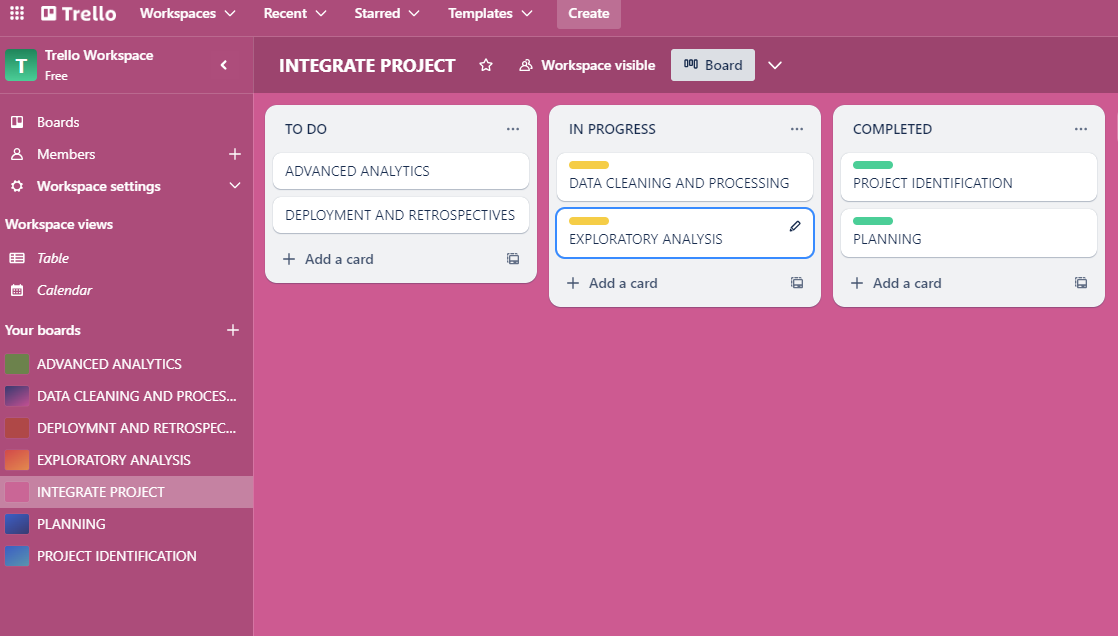 Trello
Workspaces
Recent
Starred
Templates
Create
T
Trello Workspace
Free
INTEGRATE PROJECT
Workspace visible
Board
Boards
Members
Workspace settings
Workspace views
Table
Calendar
Your boards
ADVANCED ANALYTICS
DATA CLEANING AND PROCES...
DEPLOYMNT AND RETROSPEC...
EXPLORATORY ANALYSIS
INTEGRATE PROJECT
PLANNING
PROJECT IDENTIFICATION
TO DO
ADVANCED ANALYTICS
DEPLOYMENT AND RETROSPECTIVES
Add a card
IN PROGRESS
DATA CLEANING AND PROCESSING
EXPLORATORY ANALYSIS
Add a card
COMPLETED
PROJECT IDENTIFICATION
PLANNING
Add a card